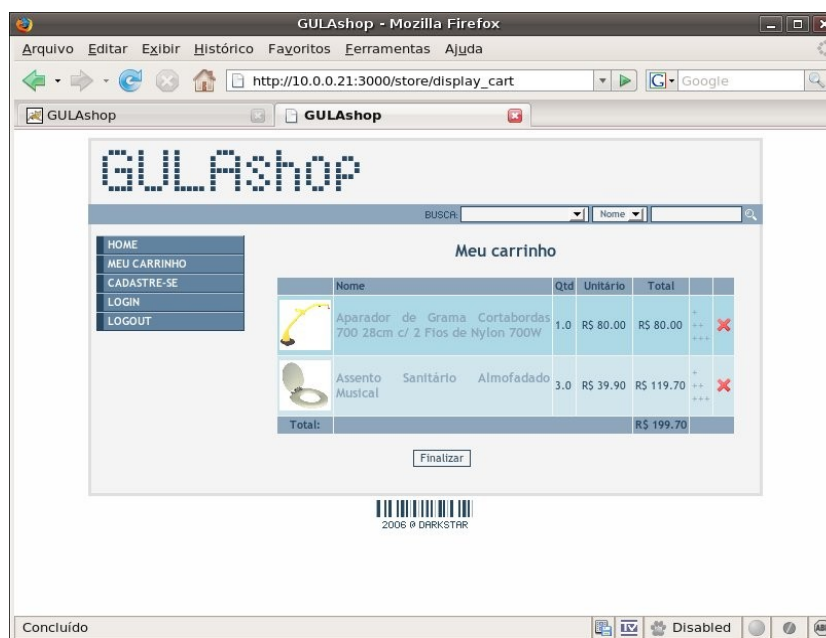 GULAshop - Mozilla Firefox
Arquivo Editar Exibir Histórico Favoritos Ferramentas Ajuda
http://10.0.0.21:3000/store/display_cart
G Google
GULAshop
GULAshop
GULAshop
BUSCA: Nome
HOME
MEU CARRINHO
CADASTRE-SE
LOGIN
LOGOUT
Meu carrinho
Nome Qtd Unitário Total
Aparador de Grama Cortabordas
700 28cm c/ 2 Fios de Nylon 700W
1.0 R$ 80.00 R$ 80.00
+
++
+++
Assento Sanitário Almofadado
Musical
3.0 R$ 39.90 R$ 119.70
+
++
+++
Total: R$ 199.70
Finalizar
2006 @ DARKSTAR
Concluído
TV
Disabled